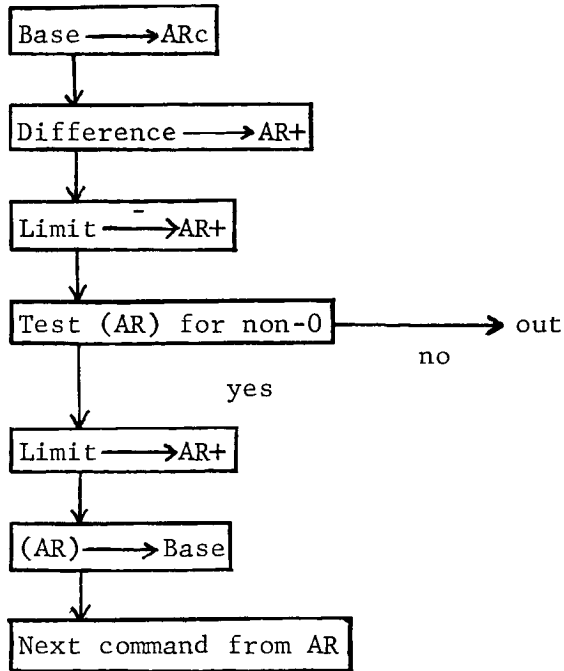 Base ⟶ ARc
Difference ⟶ AR+
Limit -⟶ AR+
Test (AR) for non-0 ⟶ out
no
yes
Limit ⟶ AR+
(AR) ⟶ Base
Next command from AR